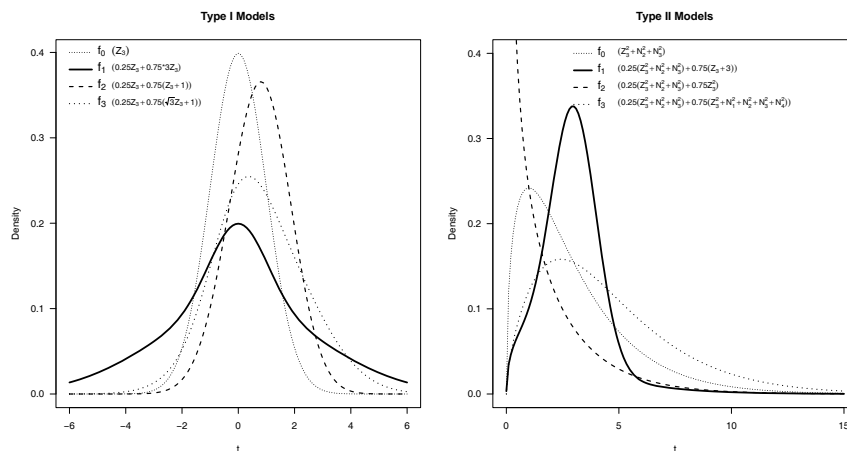 Type I Models
f₀ (Z₃)
f₁ (0.25Z₃+0.75*3Z₃)
f₂ (0.25Z₃+0.75(Z₃+1))
f₃ (0.25Z₃+0.75(√3Z₃+1))
Density
0.4
0.3
0.2
0.1
0.0
−6 −4 −2 0 2 4 6
t
Type II Models
f₀ (Z₃²+N₂²+N₃²)
f₁ (0.25(Z₃²+N₂²+N₃²)+0.75(Z₃+3))
f₂ (0.25(Z₃²+N₂²+N₃²)+0.75Z₃²)
f₃ (0.25(Z₃²+N₂²+N₃²)+0.75(Z₃²+N₁²+N₂²+N₃²+N₄²))
Density
0.4
0.3
0.2
0.1
0.0
0 5 10 15
t